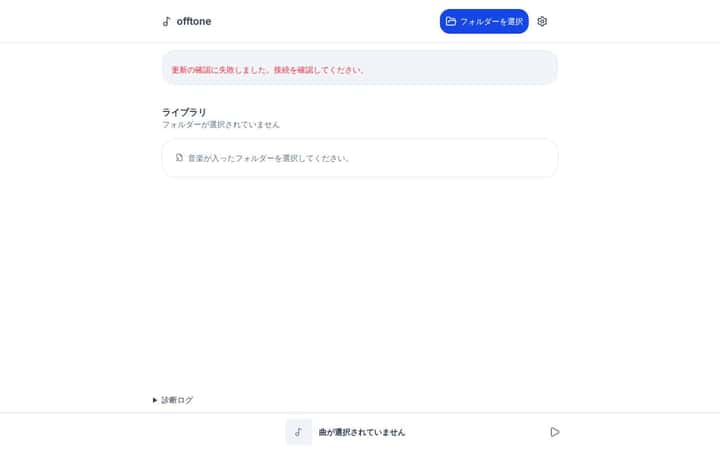 offtone
フォルダーを選択
更新の確認に失敗しました。接続を確認してください。
ライブラリ
フォルダーが選択されていません
音楽が入ったフォルダーを選択してください。
診断ログ
曲が選択されていません